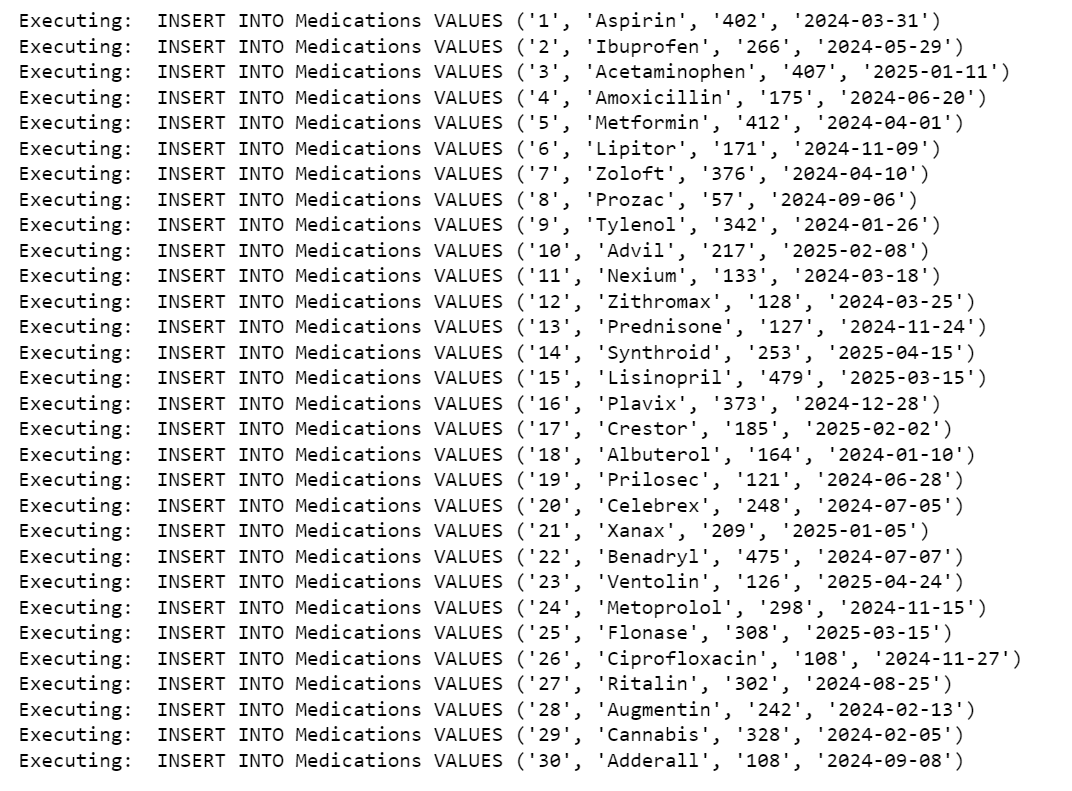 Executing:  INSERT INTO Medications VALUES ('1', 'Aspirin', '402', '2024-03-31')
Executing:  INSERT INTO Medications VALUES ('2', 'Ibuprofen', '266', '2024-05-29')
Executing:  INSERT INTO Medications VALUES ('3', 'Acetaminophen', '407', '2025-01-11')
Executing:  INSERT INTO Medications VALUES ('4', 'Amoxicillin', '175', '2024-06-20')
Executing:  INSERT INTO Medications VALUES ('5', 'Metformin', '412', '2024-04-01')
Executing:  INSERT INTO Medications VALUES ('6', 'Lipitor', '171', '2024-11-09')
Executing:  INSERT INTO Medications VALUES ('7', 'Zoloft', '376', '2024-04-10')
Executing:  INSERT INTO Medications VALUES ('8', 'Prozac', '57', '2024-09-06')
Executing:  INSERT INTO Medications VALUES ('9', 'Tylenol', '342', '2024-01-26')
Executing:  INSERT INTO Medications VALUES ('10', 'Advil', '217', '2025-02-08')
Executing:  INSERT INTO Medications VALUES ('11', 'Nexium', '133', '2024-03-18')
Executing:  INSERT INTO Medications VALUES ('12', 'Zithromax', '128', '2024-03-25')
Executing:  INSERT INTO Medications VALUES ('13', 'Prednisone', '127', '2024-11-24')
Executing:  INSERT INTO Medications VALUES ('14', 'Synthroid', '253', '2025-04-15')
Executing:  INSERT INTO Medications VALUES ('15', 'Lisinopril', '479', '2025-03-15')
Executing:  INSERT INTO Medications VALUES ('16', 'Plavix', '373', '2024-12-28')
Executing:  INSERT INTO Medications VALUES ('17', 'Crestor', '185', '2025-02-02')
Executing:  INSERT INTO Medications VALUES ('18', 'Albuterol', '164', '2024-01-10')
Executing:  INSERT INTO Medications VALUES ('19', 'Prilosec', '121', '2024-06-28')
Executing:  INSERT INTO Medications VALUES ('20', 'Celebrex', '248', '2024-07-05')
Executing:  INSERT INTO Medications VALUES ('21', 'Xanax', '209', '2025-01-05')
Executing:  INSERT INTO Medications VALUES ('22', 'Benadryl', '475', '2024-07-07')
Executing:  INSERT INTO Medications VALUES ('23', 'Ventolin', '126', '2025-04-24')
Executing:  INSERT INTO Medications VALUES ('24', 'Metoprolol', '298', '2024-11-15')
Executing:  INSERT INTO Medications VALUES ('25', 'Flonase', '308', '2025-03-15')
Executing:  INSERT INTO Medications VALUES ('26', 'Ciprofloxacin', '108', '2024-11-27')
Executing:  INSERT INTO Medications VALUES ('27', 'Ritalin', '302', '2024-08-25')
Executing:  INSERT INTO Medications VALUES ('28', 'Augmentin', '242', '2024-02-13')
Executing:  INSERT INTO Medications VALUES ('29', 'Cannabis', '328', '2024-02-05')
Executing:  INSERT INTO Medications VALUES ('30', 'Adderall', '108', '2024-09-08')